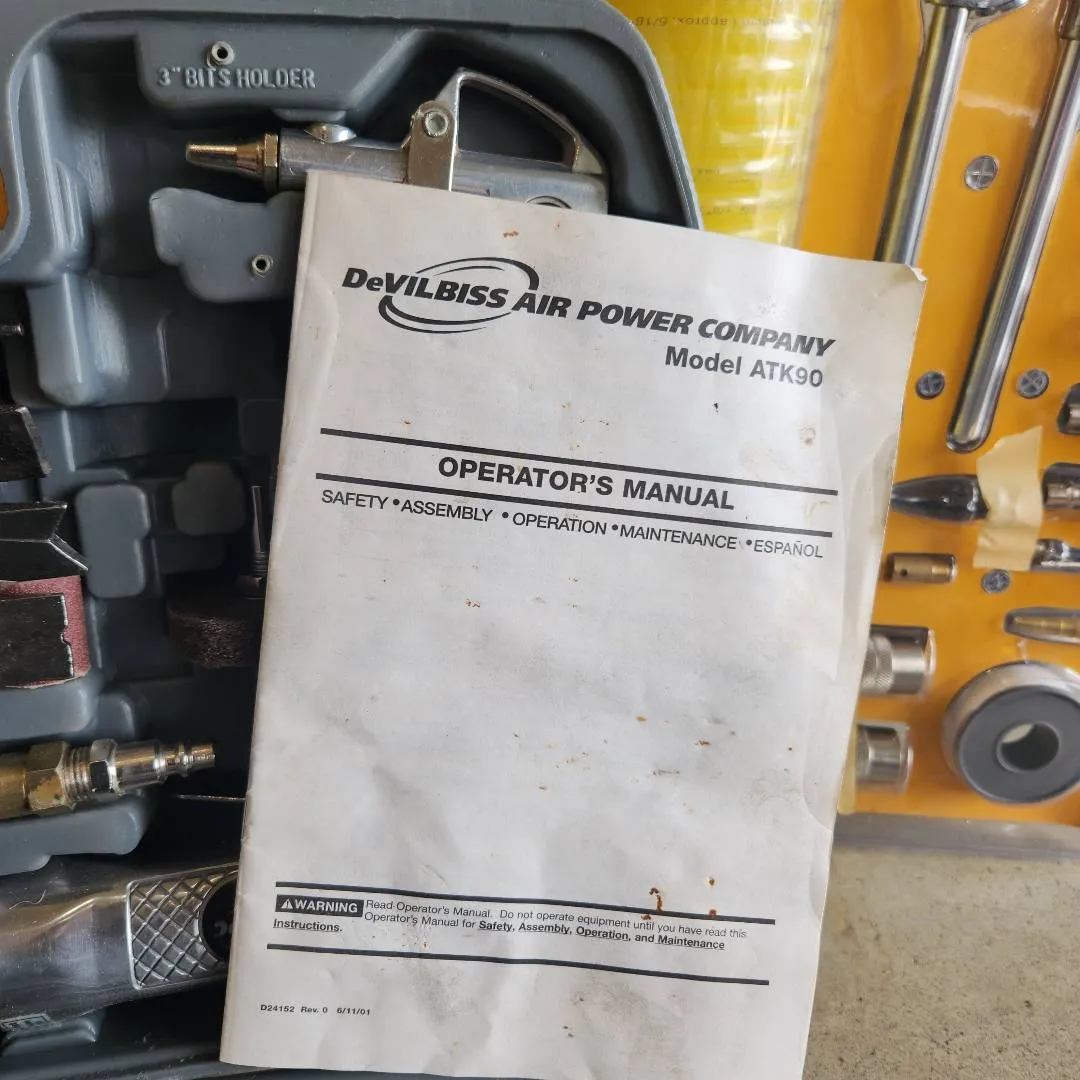 3" BITS HOLDER
DeVILBISS AIR POWER COMPANY
Model ATK90
OPERATOR'S MANUAL
SAFETY • ASSEMBLY • OPERATION • MAINTENANCE • ESPAÑOL
WARNING Read Operator's Manual. Do not operate equipment until you have read this
Operator's Manual for Safety, Assembly, Operation, and Maintenance
Instructions.
D24152 Rev. 0 6/11/01